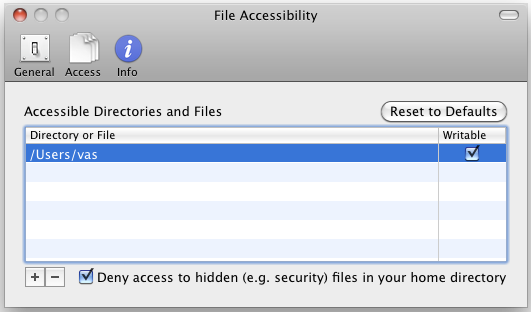 File Accessibility
General Access Info
Accessible Directories and Files Reset to Defaults
Directory or File Writable
/Users/vas
+ − Deny access to hidden (e.g. security) files in your home directory